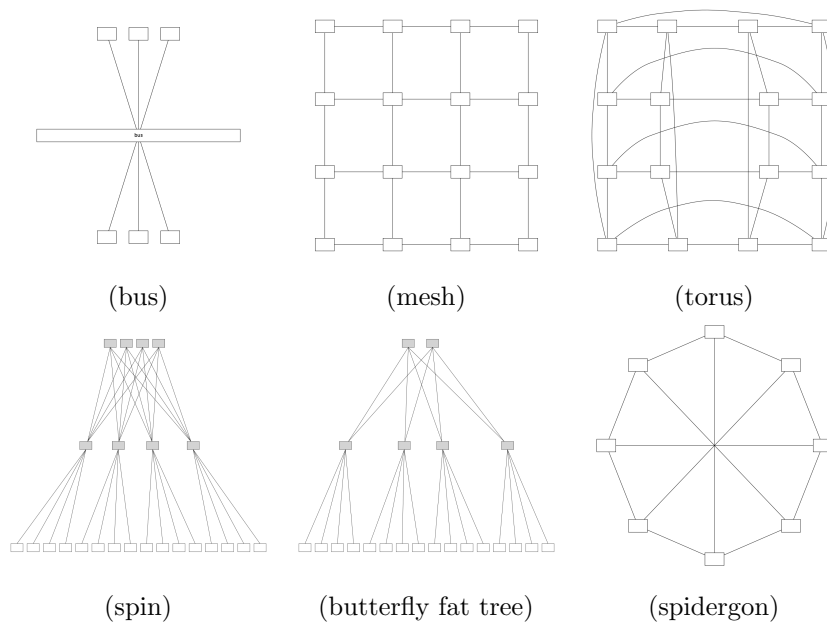 bus
(bus)
(mesh)
(torus)
(spin)
(butterfly fat tree)
(spidergon)